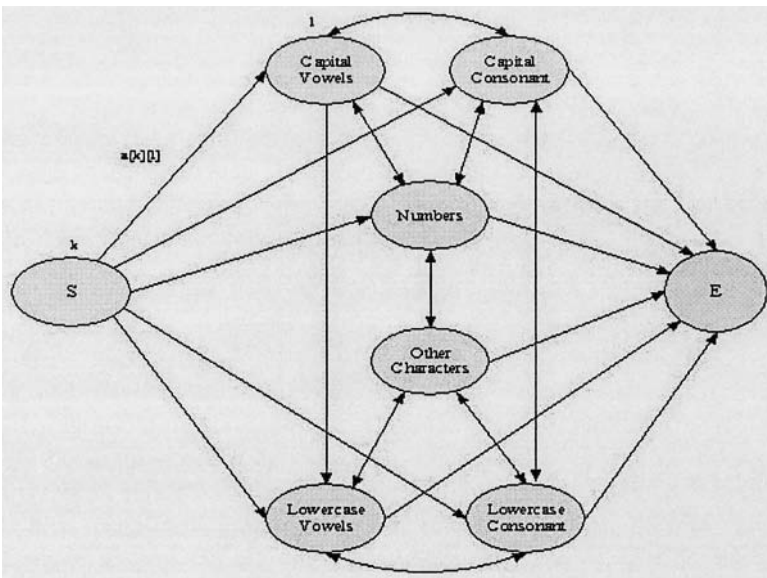 l
Capital
Vowels
Capital
Consonant
a[k][l]
Numbers
k
S
E
Other
Characters
Lowercase
Vowels
Lowercase
Consonant